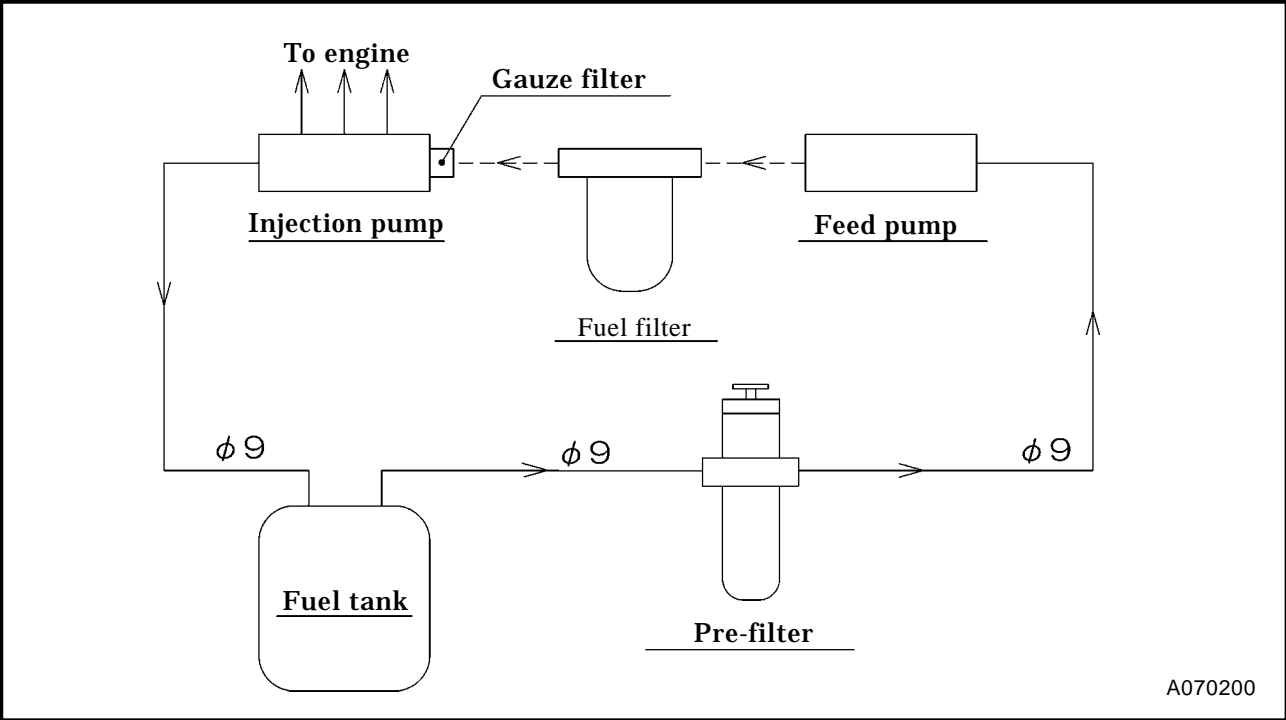 To engine
Gauze filter
Injection pump
Feed pump
Fuel filter
ϕ9
ϕ9
ϕ9
Fuel tank
Pre-filter
A070200